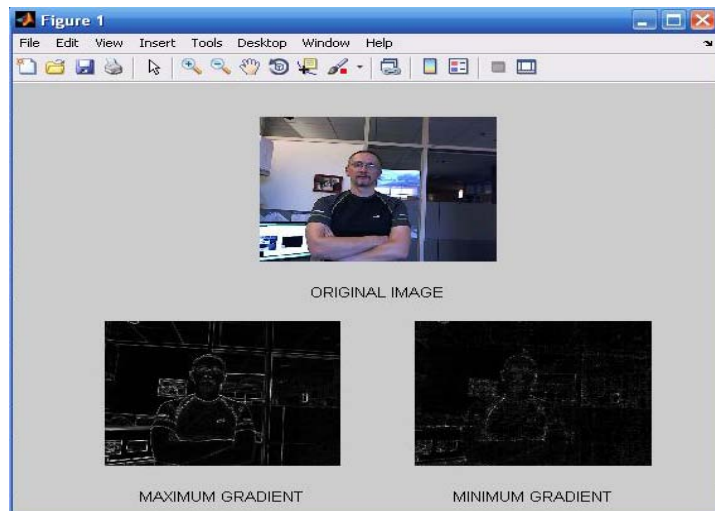 Figure 1
File Edit View Insert Tools Desktop Window Help
ORIGINAL IMAGE
MAXIMUM GRADIENT MINIMUM GRADIENT